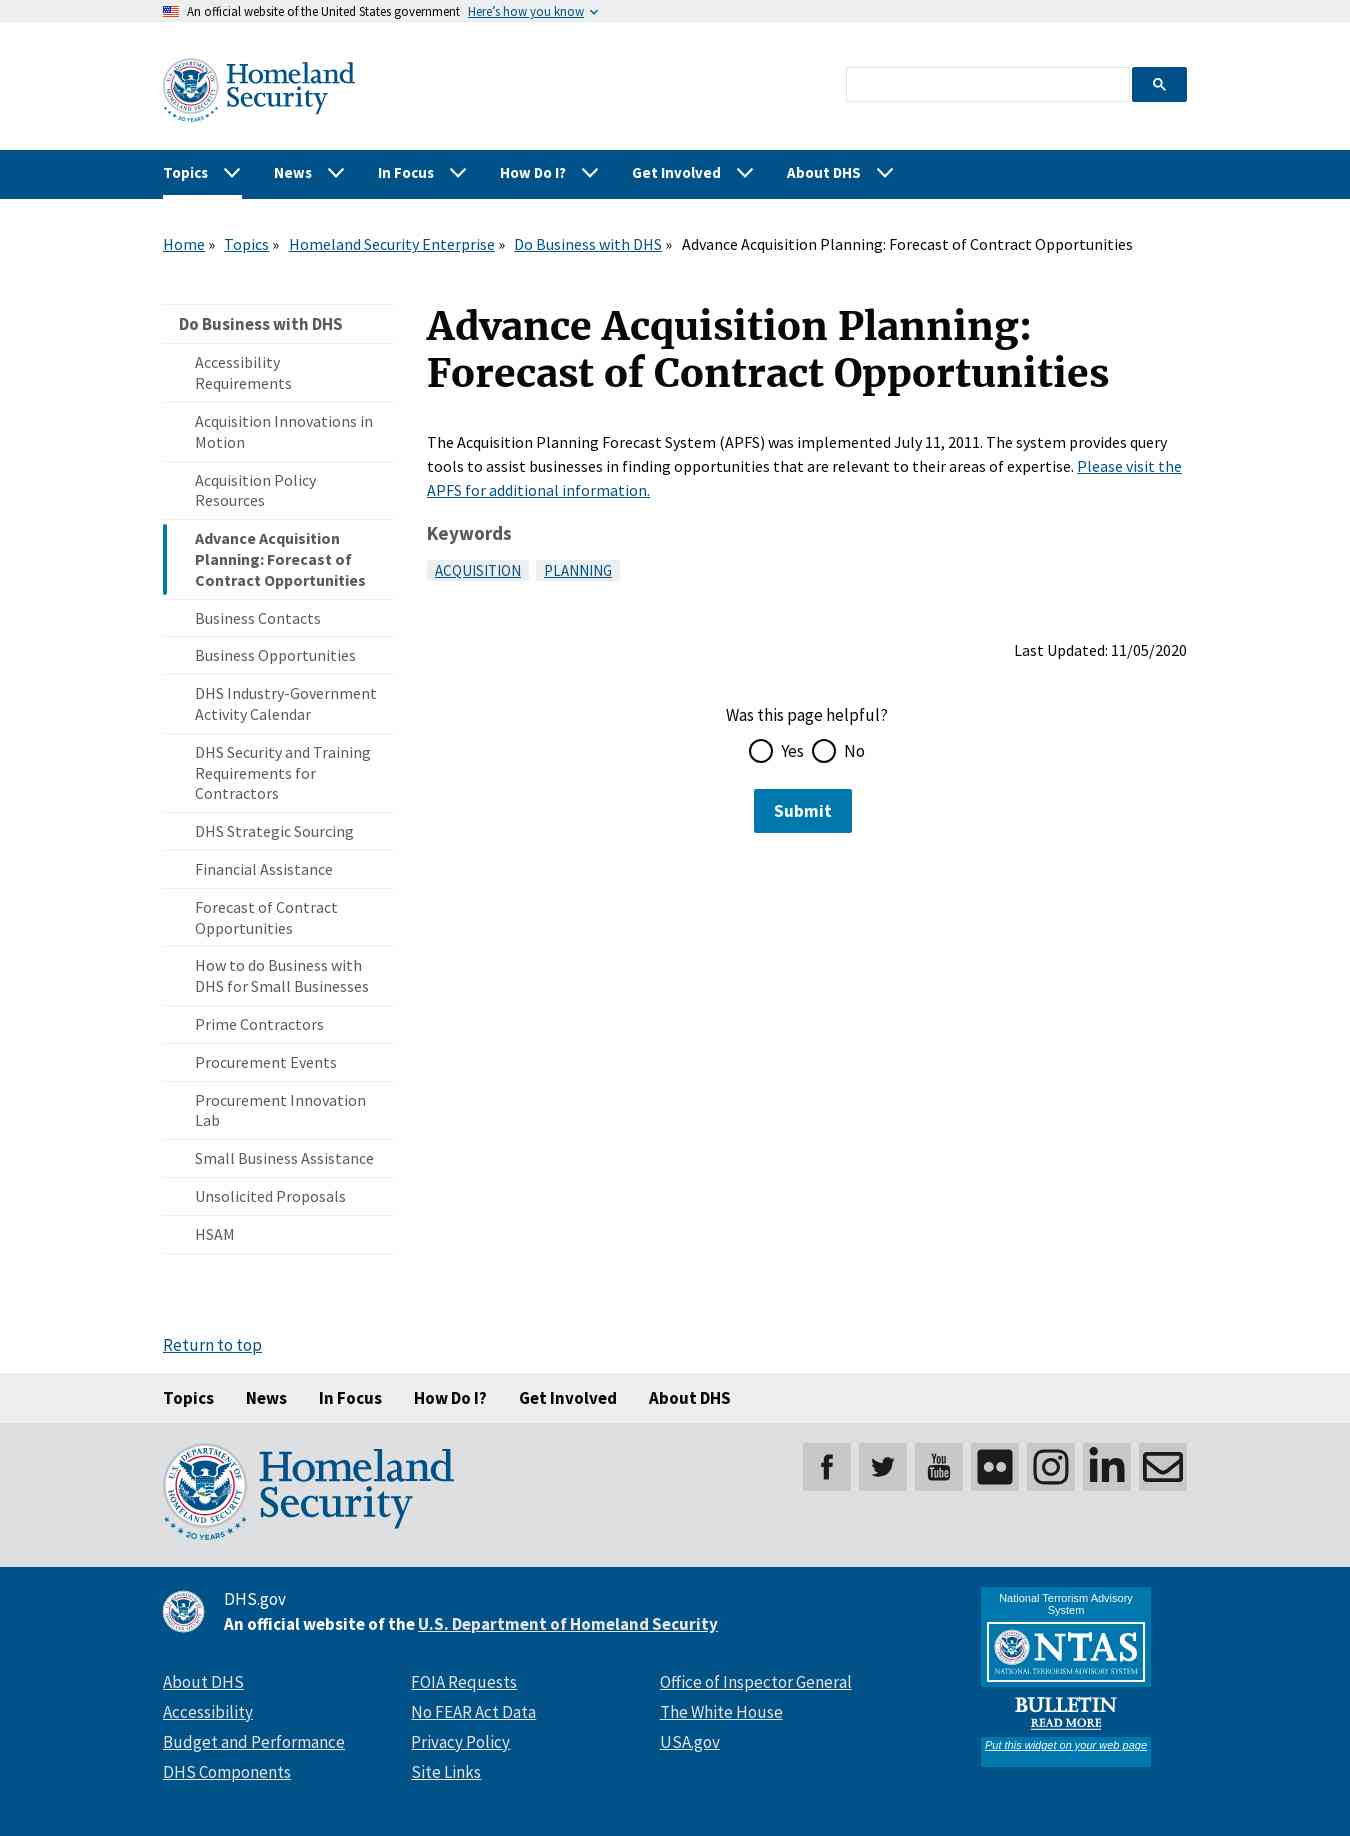 An official website of the United States government Here's how you know
Homeland
Security
20 YEARS
Topics News In Focus How Do I? Get Involved About DHS
Home » Topics » Homeland Security Enterprise » Do Business with DHS » Advance Acquisition Planning: Forecast of Contract Opportunities
Do Business with DHS
Accessibility
Requirements
Acquisition Innovations in
Motion
Acquisition Policy
Resources
Advance Acquisition
Planning: Forecast of
Contract Opportunities
Business Contacts
Business Opportunities
DHS Industry-Government
Activity Calendar
DHS Security and Training
Requirements for
Contractors
DHS Strategic Sourcing
Financial Assistance
Forecast of Contract
Opportunities
How to do Business with
DHS for Small Businesses
Prime Contractors
Procurement Events
Procurement Innovation
Lab
Small Business Assistance
Unsolicited Proposals
HSAM
Advance Acquisition Planning:
Forecast of Contract Opportunities
The Acquisition Planning Forecast System (APFS) was implemented July 11, 2011. The system provides query
tools to assist businesses in finding opportunities that are relevant to their areas of expertise. Please visit the
APFS for additional information.
Keywords
ACQUISITION PLANNING
Last Updated: 11/05/2020
Was this page helpful?
Yes No
Submit
Return to top
Topics News In Focus How Do I? Get Involved About DHS
U.S. DEPARTMENT OF HOMELAND SECURITY
20 YEARS
Homeland
Security
You
Tube
in
DHS.gov
An official website of the U.S. Department of Homeland Security
About DHS
Accessibility
Budget and Performance
DHS Components
FOIA Requests
No FEAR Act Data
Privacy Policy
Site Links
Office of Inspector General
The White House
USA.gov
National Terrorism Advisory
System
NTAS
NATIONAL TERRORISM ADVISORY SYSTEM
BULLETIN
READ MORE
Put this widget on your web page